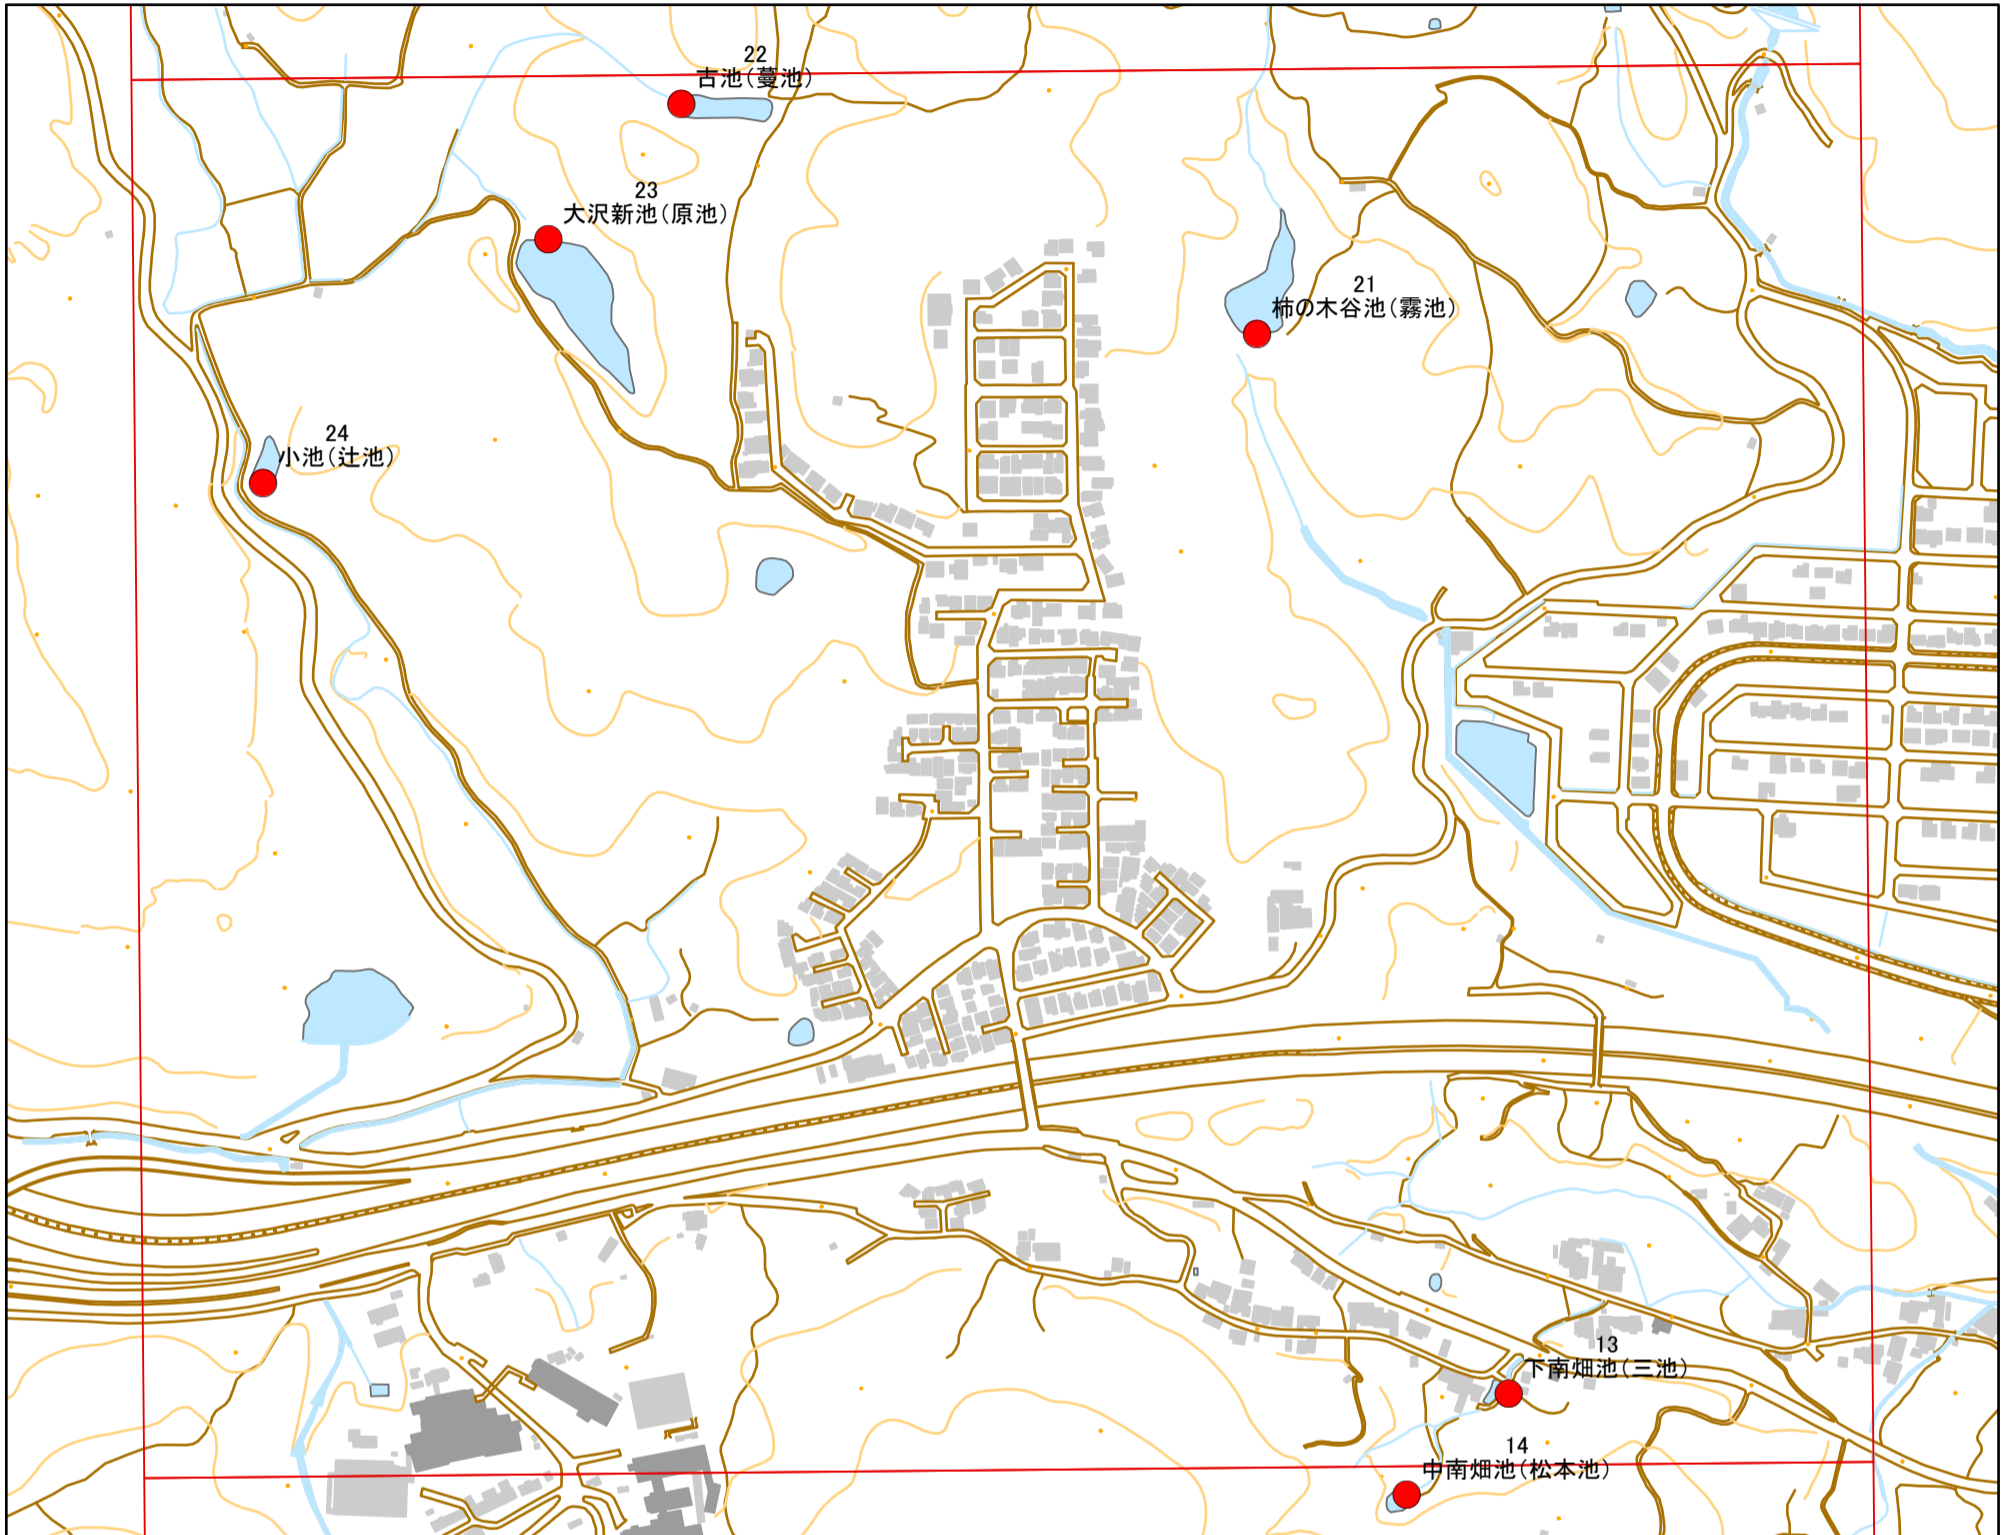 22
古池(蔓池)
23
大沢新池(原池)
21
柿の木谷池(霧池)
24
小池(辻池)
13
下南畑池(三池)
14
中南畑池(松本池)